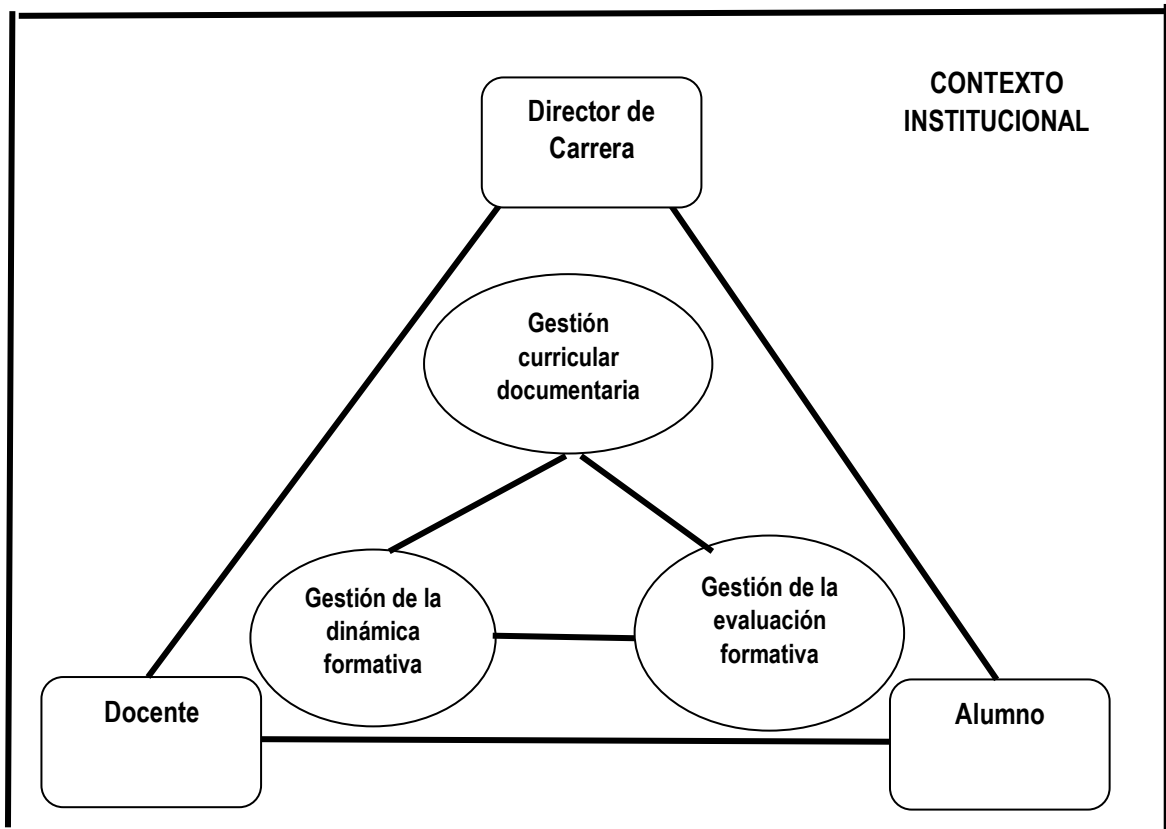 CONTEXTO
INSTITUCIONAL
Director de
Carrera
Gestión
curricular
documentaria
Gestión de la
dinámica
formativa
Gestión de la
evaluación
formativa
Docente
Alumno